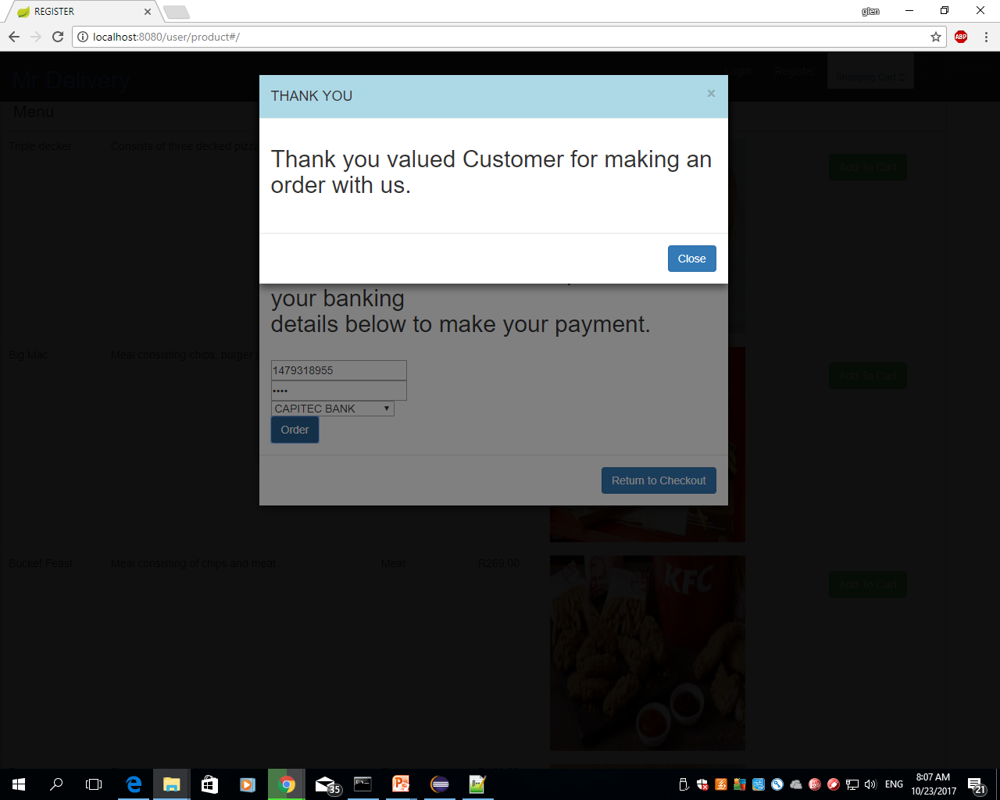 REGISTER
glen
localhost:8080/user/product#/
ABP
Mr Delivery
Login Register Shopping Cart
THANK YOU ×
Menu
Triple decker Consists of three decked pizza Add To Cart
Thank you valued Customer for making an
order with us.
Close
your banking
details below to make your payment.
Big Mac Meal consisting chips, burger Add To Cart
1479318955
••••
CAPITEC BANK
Order
Return to Checkout
Bucket Feast Meal consisting of chips and meat Meat R269.00 Add To Cart
KFC
35
ENG
8:07 AM
10/23/2017
21